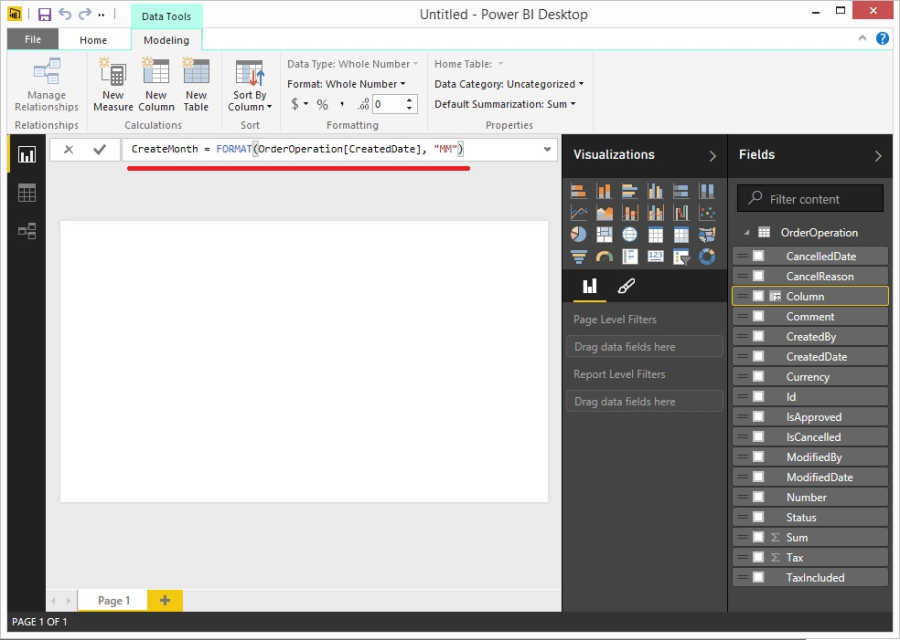 Data Tools
Untitled - Power BI Desktop
File
Home
Modeling
Manage Relationships
New Measure
New Column
New Table
Sort By Column
Data Type: Whole Number
Format: Whole Number
$ % , .00 0
Home Table:
Data Category: Uncategorized
Default Summarization: Sum
Relationships
Calculations
Sort
Formatting
Properties
CreateMonth = FORMAT(OrderOperation[CreatedDate], "MM")
Visualizations
Page Level Filters
Drag data fields here
Report Level Filters
Drag data fields here
Fields
Filter content
OrderOperation
CancelledDate
CancelReason
Column
Comment
CreatedBy
CreatedDate
Currency
Id
IsApproved
IsCancelled
ModifiedBy
ModifiedDate
Number
Status
Σ Sum
Σ Tax
TaxIncluded
Page 1
PAGE 1 OF 1